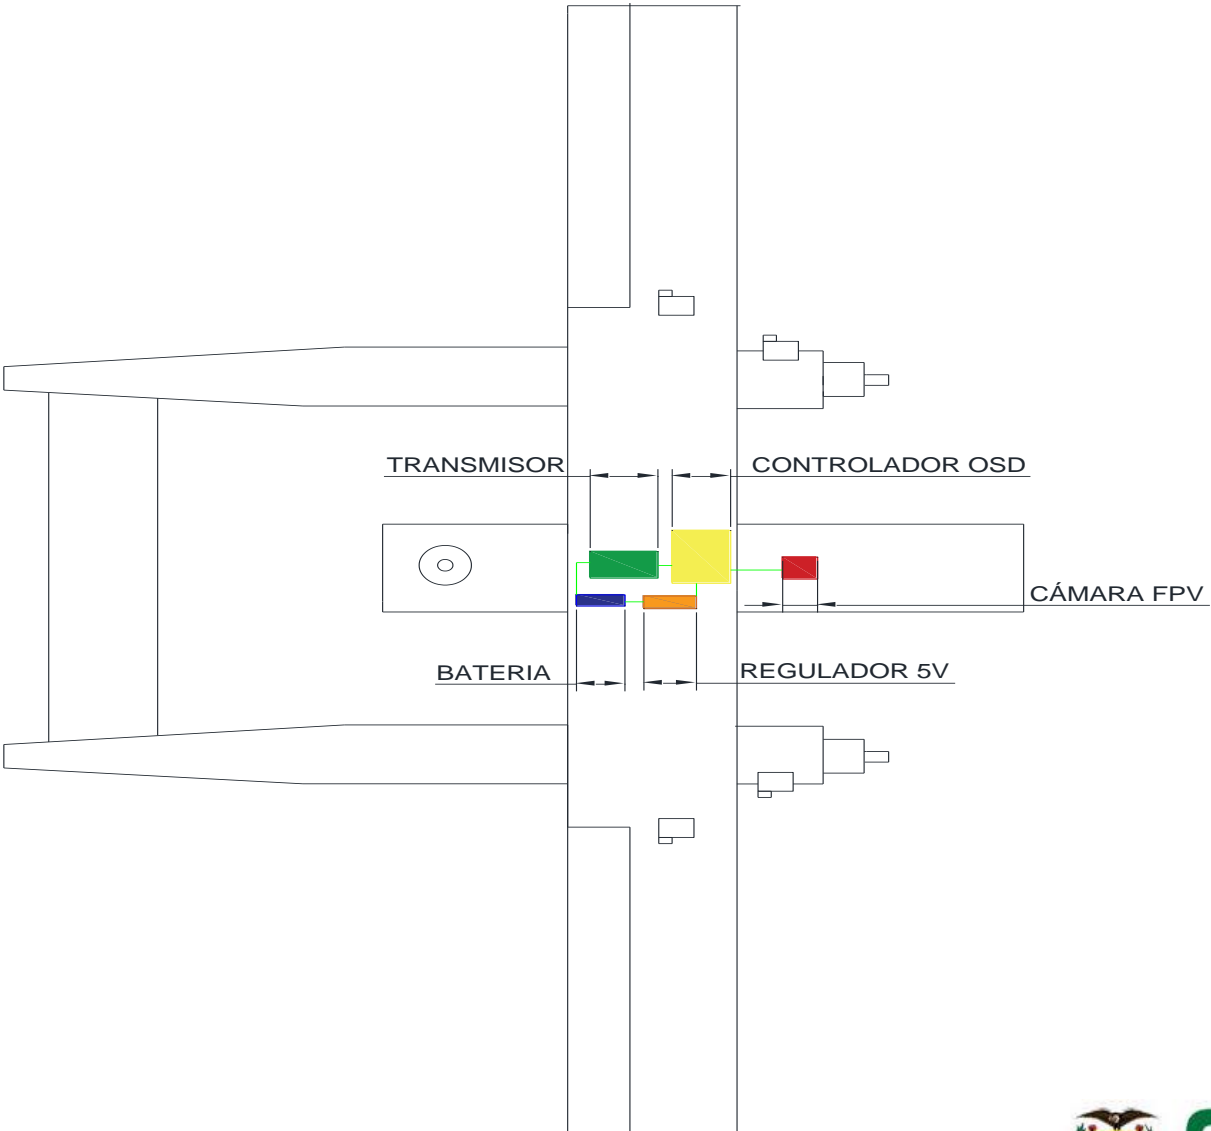 TRANSMISOR
CONTROLADOR OSD
CÁMARA FPV
BATERIA
REGULADOR 5V